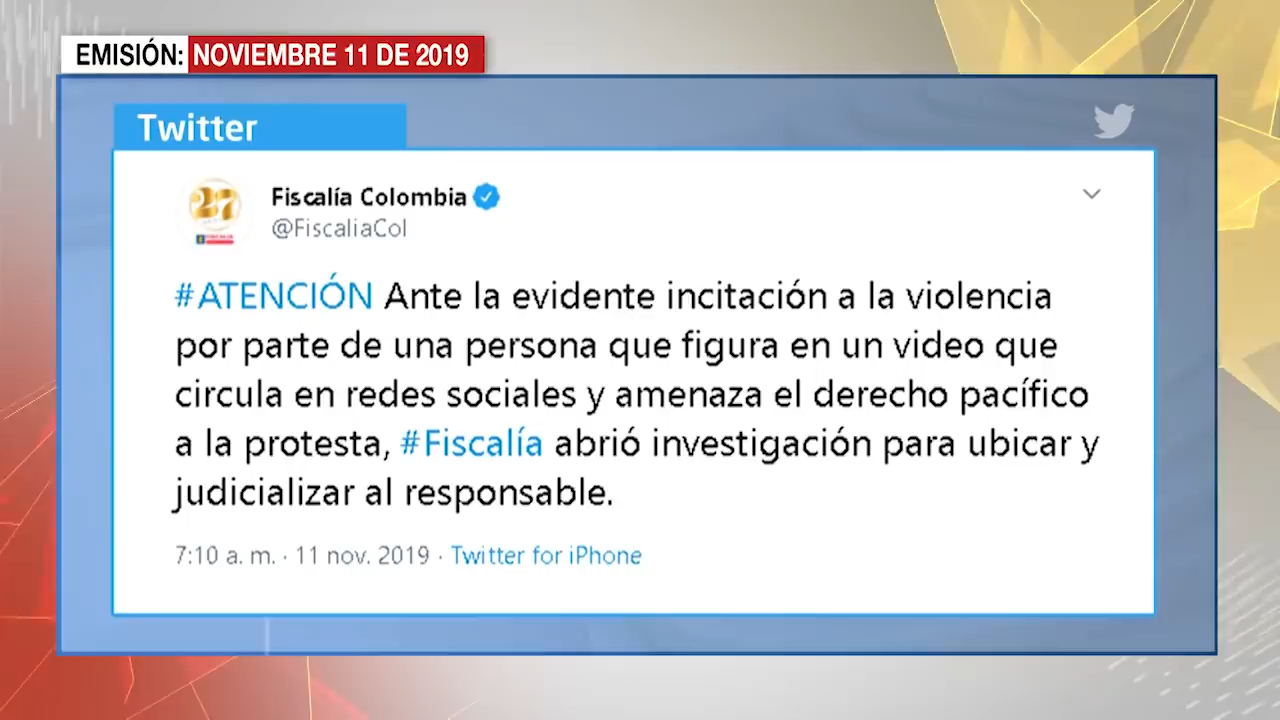 EMISIÓN: NOVIEMBRE 11 DE 2019
Twitter
27
Fiscalía Colombia
@FiscaliaCol
#ATENCIÓN Ante la evidente incitación a la violencia
por parte de una persona que figura en un video que
circula en redes sociales y amenaza el derecho pacífico
a la protesta, #Fiscalía abrió investigación para ubicar y
judicializar al responsable.
7:10 a. m. · 11 nov. 2019 · Twitter for iPhone